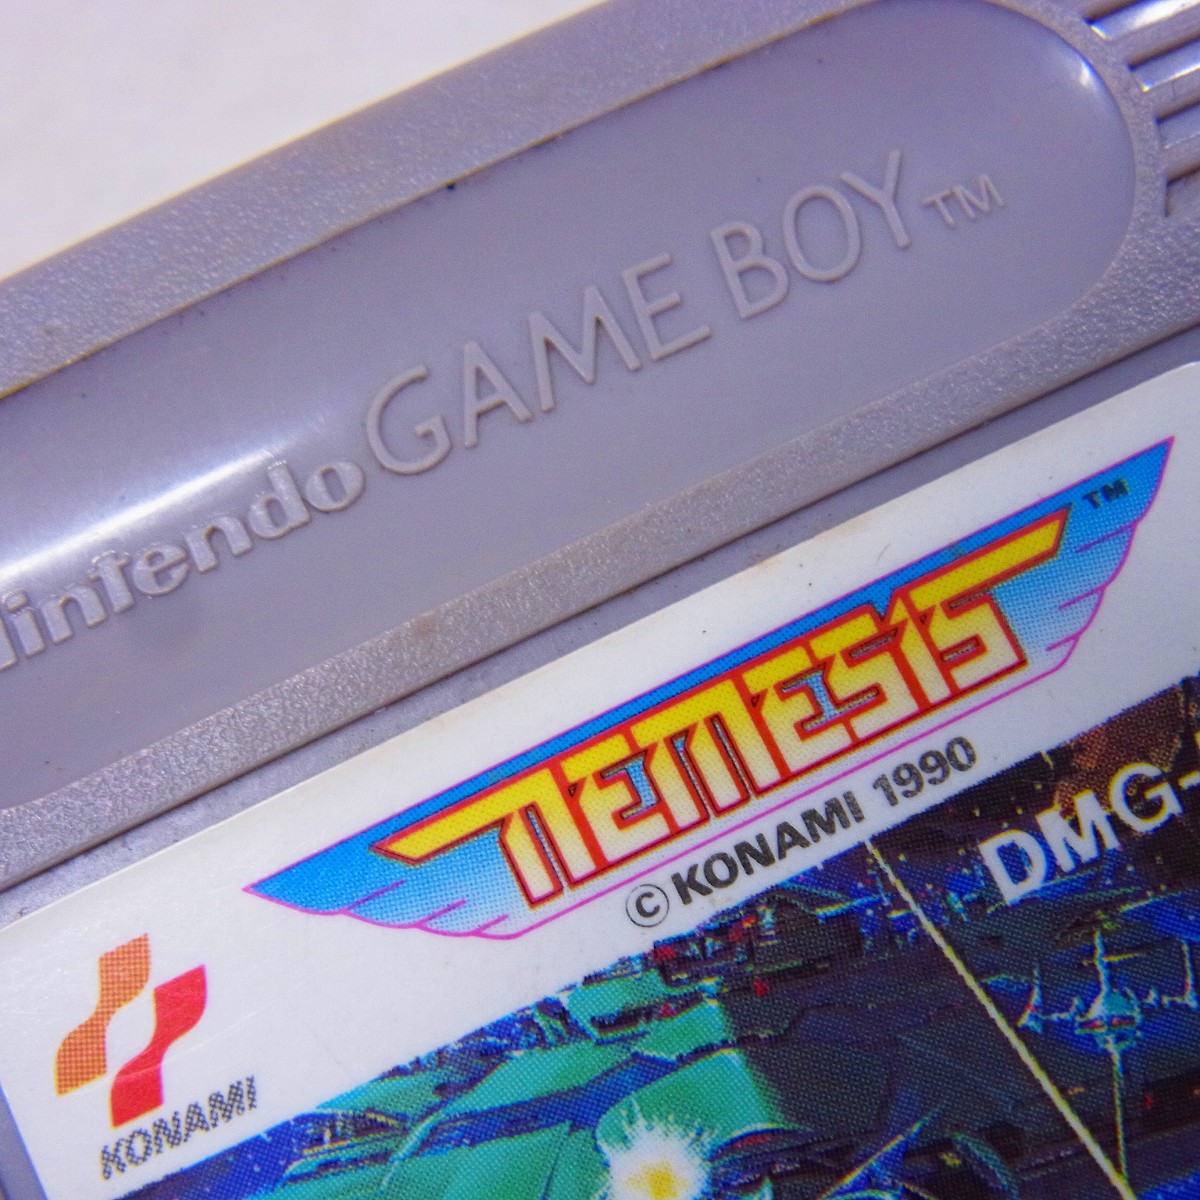 Nintendo GAME BOY™
NEMESIS™
© KONAMI 1990
DMG-
KONAMI